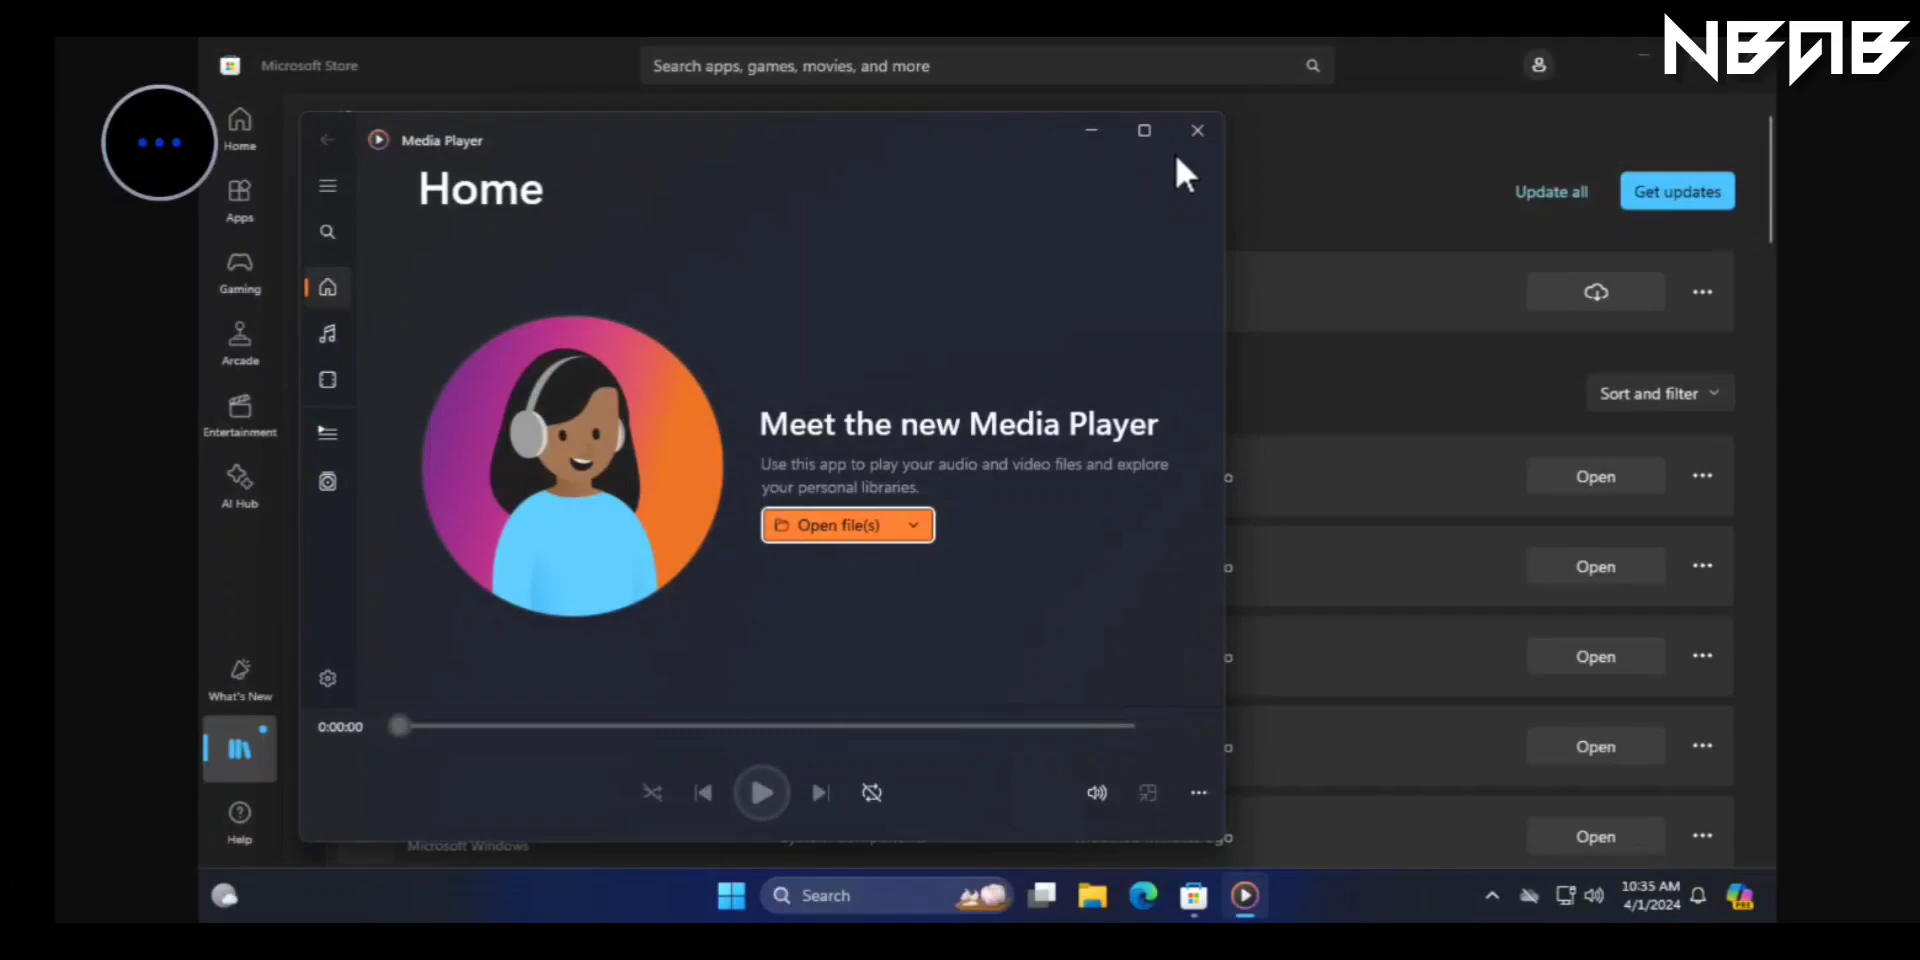 NBAB
Microsoft Store
Search apps, games, movies, and more
Home
Apps
Gaming
Arcade
Entertainment
AI Hub
What's New
Help
Media Player
Home
Meet the new Media Player
Use this app to play your audio and video files and explore
your personal libraries.
Open file(s)
0:00:00
Update all
Get updates
Sort and filter
Open
Open
Open
Open
Open
Microsoft Windows
Search
10:35 AM
4/1/2024
PRE